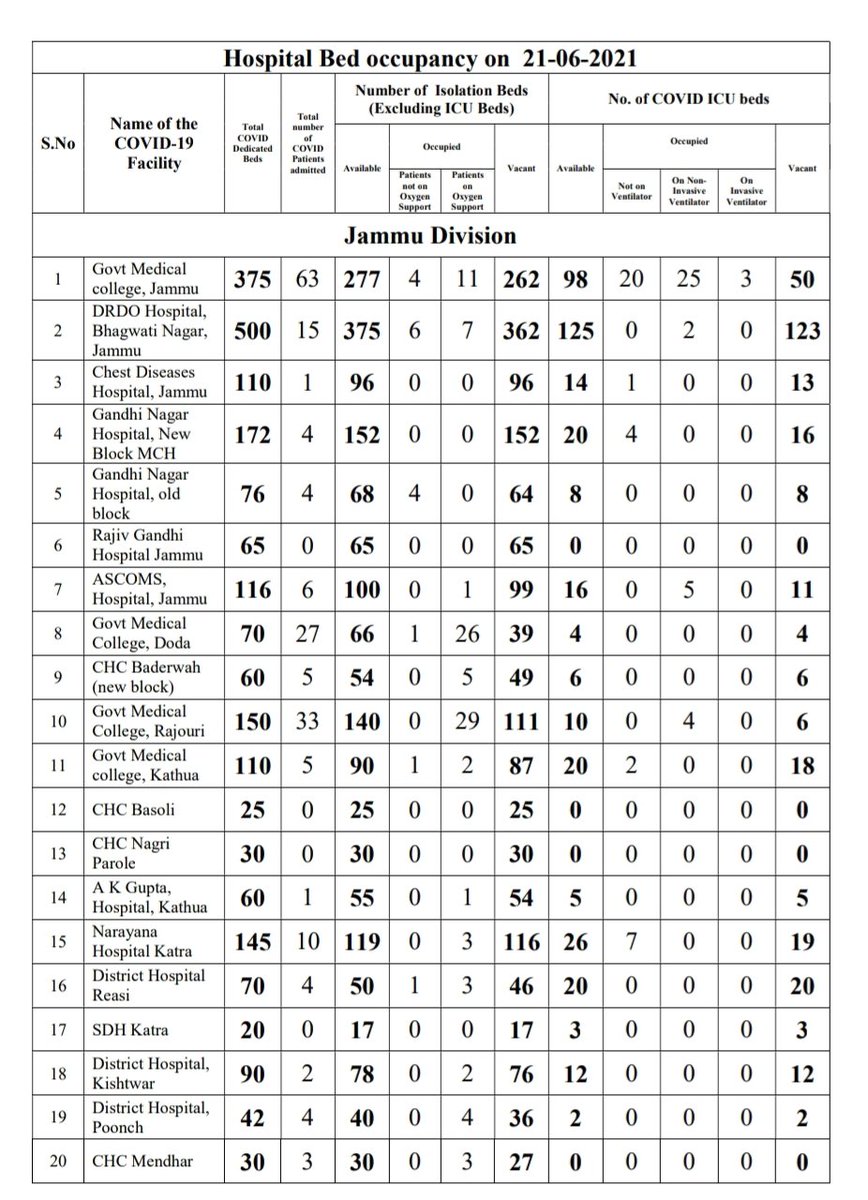 Hospital Bed occupancy on 21-06-2021
S.No
Name of the
COVID-19
Facility
Total
COVID
Dedicated
Beds
Total
number
of
COVID
Patients
admitted
Number of Isolation Beds
(Excluding ICU Beds)
No. of COVID ICU beds
Available
Occupied
Vacant
Available
Occupied
Vacant
Patients
not on
Oxygen
Support
Patients
on
Oxygen
Support
Not on
Ventilator
On Non-
Invasive
Ventilator
On
Invasive
Ventilator
Jammu Division
1 Govt Medical
college, Jammu 375 63 277 4 11 262 98 20 25 3 50
2 DRDO Hospital,
Bhagwati Nagar,
Jammu 500 15 375 6 7 362 125 0 2 0 123
3 Chest Diseases
Hospital, Jammu 110 1 96 0 0 96 14 1 0 0 13
4 Gandhi Nagar
Hospital, New
Block MCH 172 4 152 0 0 152 20 4 0 0 16
5 Gandhi Nagar
Hospital, old
block 76 4 68 4 0 64 8 0 0 0 8
6 Rajiv Gandhi
Hospital Jammu 65 0 65 0 0 65 0 0 0 0 0
7 ASCOMS,
Hospital, Jammu 116 6 100 0 1 99 16 0 5 0 11
8 Govt Medical
College, Doda 70 27 66 1 26 39 4 0 0 0 4
9 CHC Baderwah
(new block) 60 5 54 0 5 49 6 0 0 0 6
10 Govt Medical
College, Rajouri 150 33 140 0 29 111 10 0 4 0 6
11 Govt Medical
college, Kathua 110 5 90 1 2 87 20 2 0 0 18
12 CHC Basoli 25 0 25 0 0 25 0 0 0 0 0
13 CHC Nagri
Parole 30 0 30 0 0 30 0 0 0 0 0
14 A K Gupta,
Hospital, Kathua 60 1 55 0 1 54 5 0 0 0 5
15 Narayana
Hospital Katra 145 10 119 0 3 116 26 7 0 0 19
16 District Hospital
Reasi 70 4 50 1 3 46 20 0 0 0 20
17 SDH Katra 20 0 17 0 0 17 3 0 0 0 3
18 District Hospital,
Kishtwar 90 2 78 0 2 76 12 0 0 0 12
19 District Hospital,
Poonch 42 4 40 0 4 36 2 0 0 0 2
20 CHC Mendhar 30 3 30 0 3 27 0 0 0 0 0